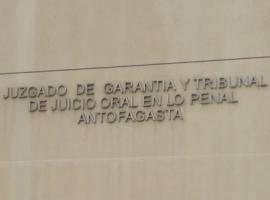 JUZGADO DE GARANTIA Y TRIBUNAL
DE JUICIO ORAL EN LO PENAL
ANTOFAGASTA